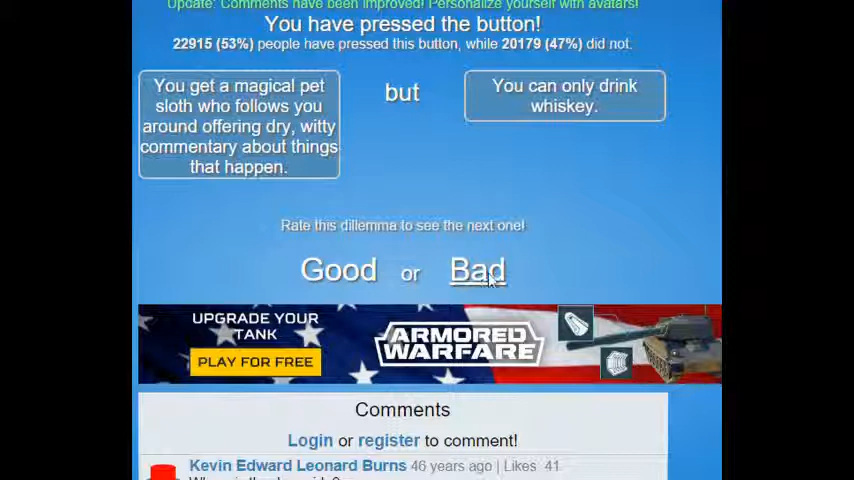 Update: Comments have been improved! Personalize yourself with avatars!
You have pressed the button!
22915 (53%) people have pressed this button, while 20179 (47%) did not.
You get a magical pet
sloth who follows you
around offering dry, witty
commentary about things
that happen.
but
You can only drink
whiskey.
Rate this dillemma to see the next one!
Good or Bad
UPGRADE YOUR
TANK
PLAY FOR FREE
ARMORED
WARFARE
Comments
Login or register to comment!
Kevin Edward Leonard Burns 46 years ago | Likes 41